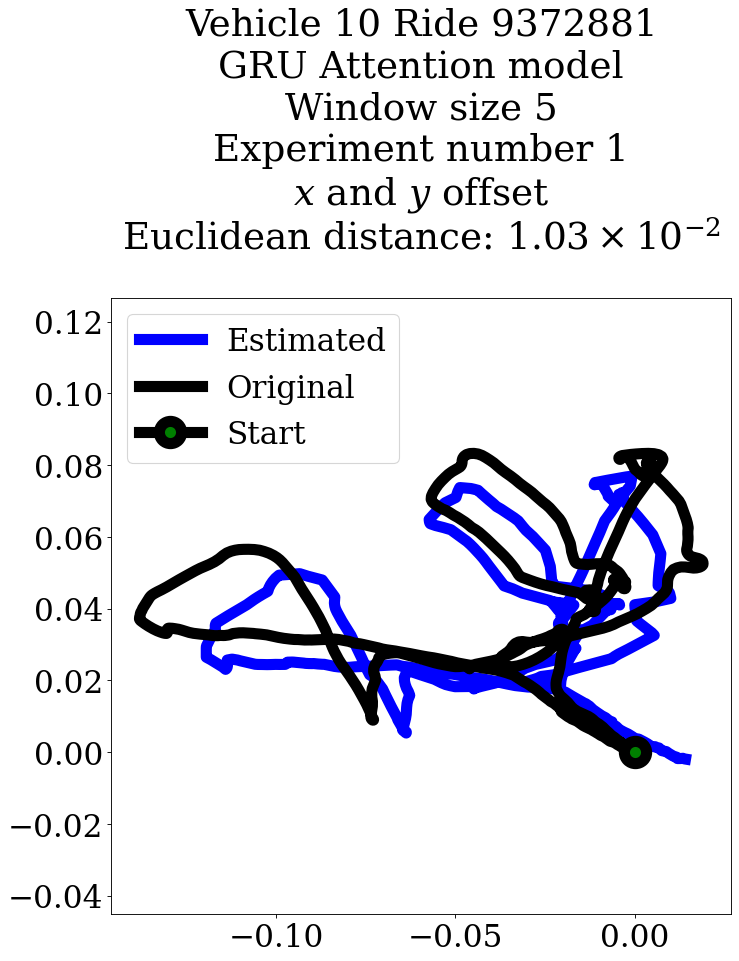 Vehicle 10 Ride 9372881
GRU Attention model
Window size 5
Experiment number 1
x and y offset
Euclidean distance: 1.03 × 10⁻²
0.12
0.10
0.08
0.06
0.04
0.02
0.00
−0.02
−0.04
Estimated
Original
Start
−0.10 −0.05 0.00